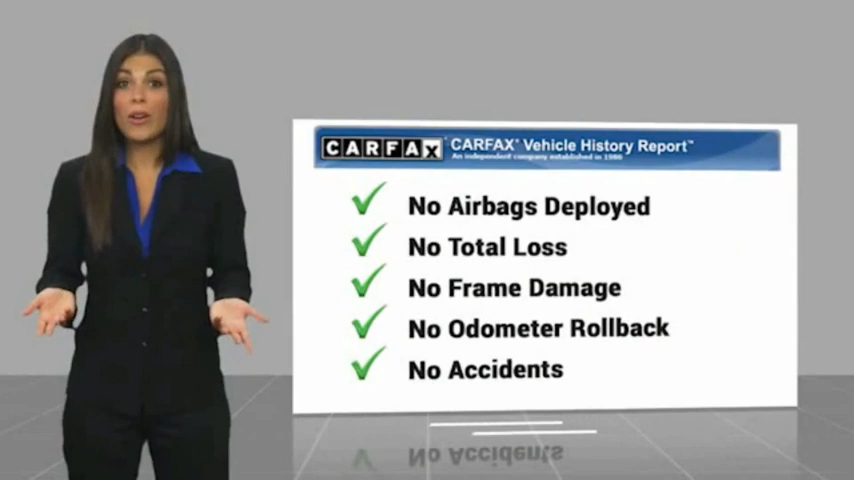 CARFAX CARFAX® Vehicle History Report™
An independent company established in 1986
No Airbags Deployed
No Total Loss
No Frame Damage
No Odometer Rollback
No Accidents
No Accidents